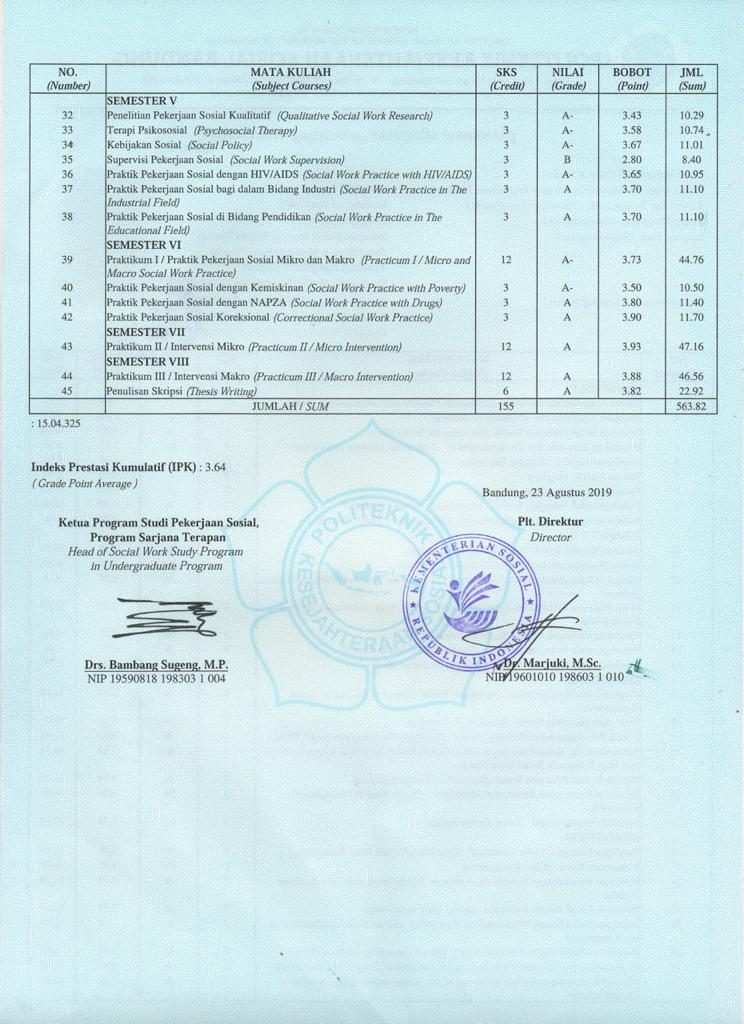 NO. MATA KULIAH SKS NILAI BOBOT JML
(Number) (Subject Courses) (Credit) (Grade) (Point) (Sum)
SEMESTER V
32 Penelitian Pekerjaan Sosial Kualitatif (Qualitative Social Work Research) 3 A- 3.43 10.29
33 Terapi Psikososial (Psychosocial Therapy) 3 A- 3.58 10.74
34 Kebijakan Sosial (Social Policy) 3 A- 3.67 11.01
35 Supervisi Pekerjaan Sosial (Social Work Supervision) 3 B 2.80 8.40
36 Praktik Pekerjaan Sosial dengan HIV/AIDS (Social Work Practice with HIV/AIDS) 3 A- 3.65 10.95
37 Praktik Pekerjaan Sosial bagi dalam Bidang Industri (Social Work Practice in The 3 A 3.70 11.10
Industrial Field)
38 Praktik Pekerjaan Sosial di Bidang Pendidikan (Social Work Practice in The 3 A 3.70 11.10
Educational Field)
SEMESTER VI
39 Praktikum I / Praktik Pekerjaan Sosial Mikro dan Makro (Practicum I / Micro and 12 A- 3.73 44.76
Macro Social Work Practice)
40 Praktik Pekerjaan Sosial dengan Kemiskinan (Social Work Practice with Poverty) 3 A- 3.50 10.50
41 Praktik Pekerjaan Sosial dengan NAPZA (Social Work Practice with Drugs) 3 A 3.80 11.40
42 Praktik Pekerjaan Sosial Koreksional (Correctional Social Work Practice) 3 A 3.90 11.70
SEMESTER VII
43 Praktikum II / Intervensi Mikro (Practicum II / Micro Intervention) 12 A 3.93 47.16
SEMESTER VIII
44 Praktikum III / Intervensi Makro (Practicum III / Macro Intervention) 12 A 3.88 46.56
45 Penulisan Skripsi (Thesis Writing) 6 A 3.82 22.92
JUMLAH / SUM 155 563.82
: 15.04.325
Indeks Prestasi Kumulatif (IPK) : 3.64
( Grade Point Average )
Bandung, 23 Agustus 2019
Ketua Program Studi Pekerjaan Sosial, Plt. Direktur
Program Sarjana Terapan Director
Head of Social Work Study Program
in Undergraduate Program
POLITEKNIK
KESEJAHTERAAN SOSIAL
KEMENTERIAN SOSIAL
REPUBLIK INDONESIA
Drs. Bambang Sugeng, M.P. Dr. Marjuki, M.Sc.
NIP 19590818 198303 1 004 NIP 19601010 198603 1 010